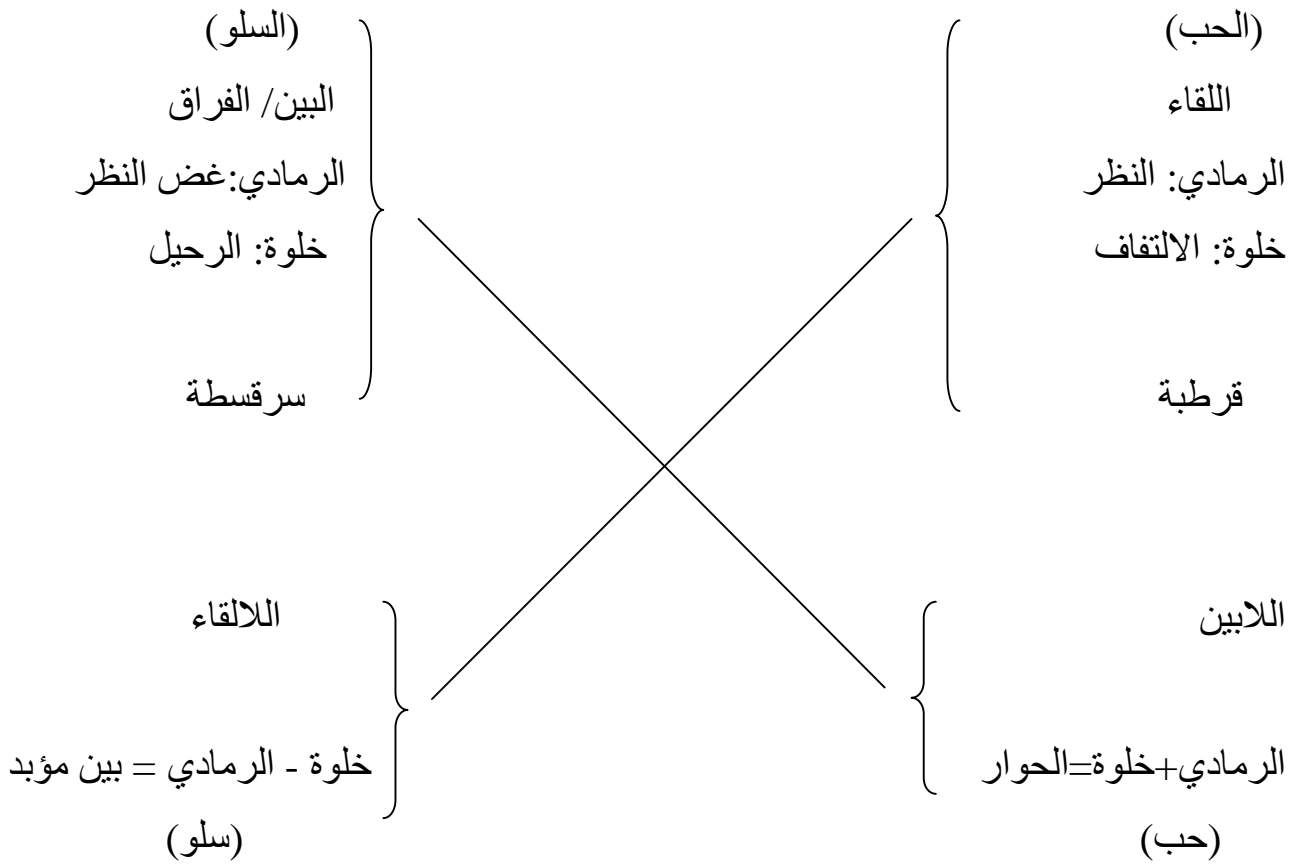 (الحب)
اللقاء
الرمادي: النظر
خلوة: الالتفاف
قرطبة
(السلو)
البين/ الفراق
الرمادي:غض النظر
خلوة: الرحيل
سرقسطة
اللابين
الرمادي+خلوة=الحوار
(حب)
اللالقاء
خلوة - الرمادي = بين مؤبد
(سلو)